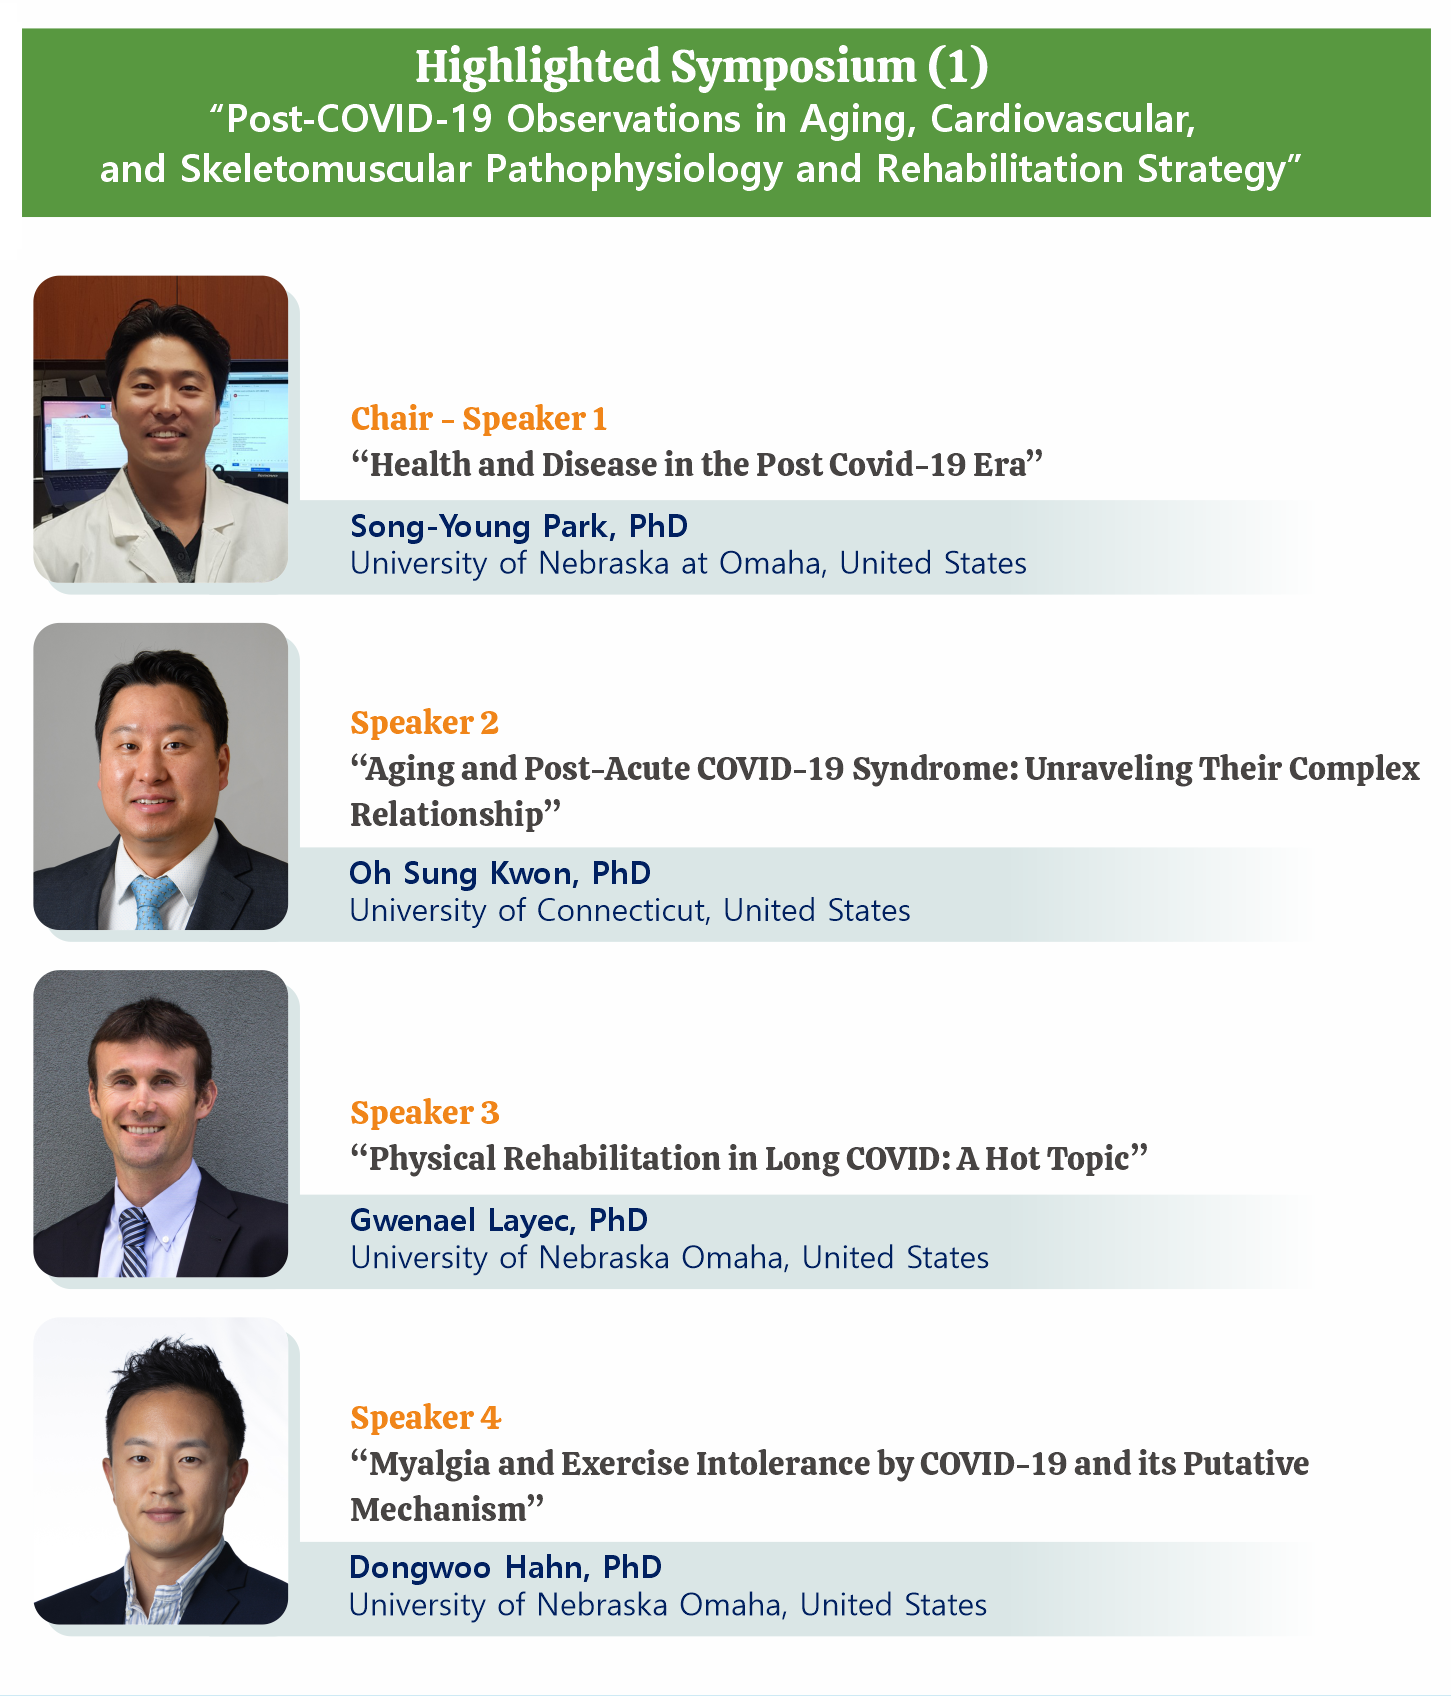 Highlighted Symposium (1)
“Post-COVID-19 Observations in Aging, Cardiovascular,
and Skeletomuscular Pathophysiology and Rehabilitation Strategy”
Chair - Speaker 1
“Health and Disease in the Post Covid-19 Era”
Song-Young Park, PhD
University of Nebraska at Omaha, United States
Speaker 2
“Aging and Post-Acute COVID-19 Syndrome: Unraveling Their Complex
Relationship”
Oh Sung Kwon, PhD
University of Connecticut, United States
Speaker 3
“Physical Rehabilitation in Long COVID: A Hot Topic”
Gwenael Layec, PhD
University of Nebraska Omaha, United States
Speaker 4
“Myalgia and Exercise Intolerance by COVID-19 and its Putative
Mechanism”
Dongwoo Hahn, PhD
University of Nebraska Omaha, United States